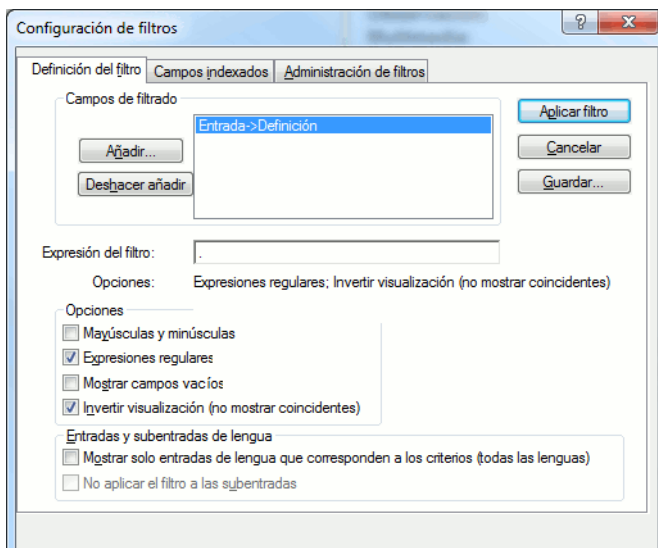 Configuración de filtros
Definición del filtro Campos indexados Administración de filtros
Campos de filtrado
Entrada->Definición
Añadir...
Deshacer añadir
Aplicar filtro
Cancelar
Guardar...
Expresión del filtro: .
Opciones: Expresiones regulares; Invertir visualización (no mostrar coincidentes)
Opciones
Mayúsculas y minúsculas
Expresiones regulares
Mostrar campos vacíos
Invertir visualización (no mostrar coincidentes)
Entradas y subentradas de lengua
Mostrar solo entradas de lengua que corresponden a los criterios (todas las lenguas)
No aplicar el filtro a las subentradas